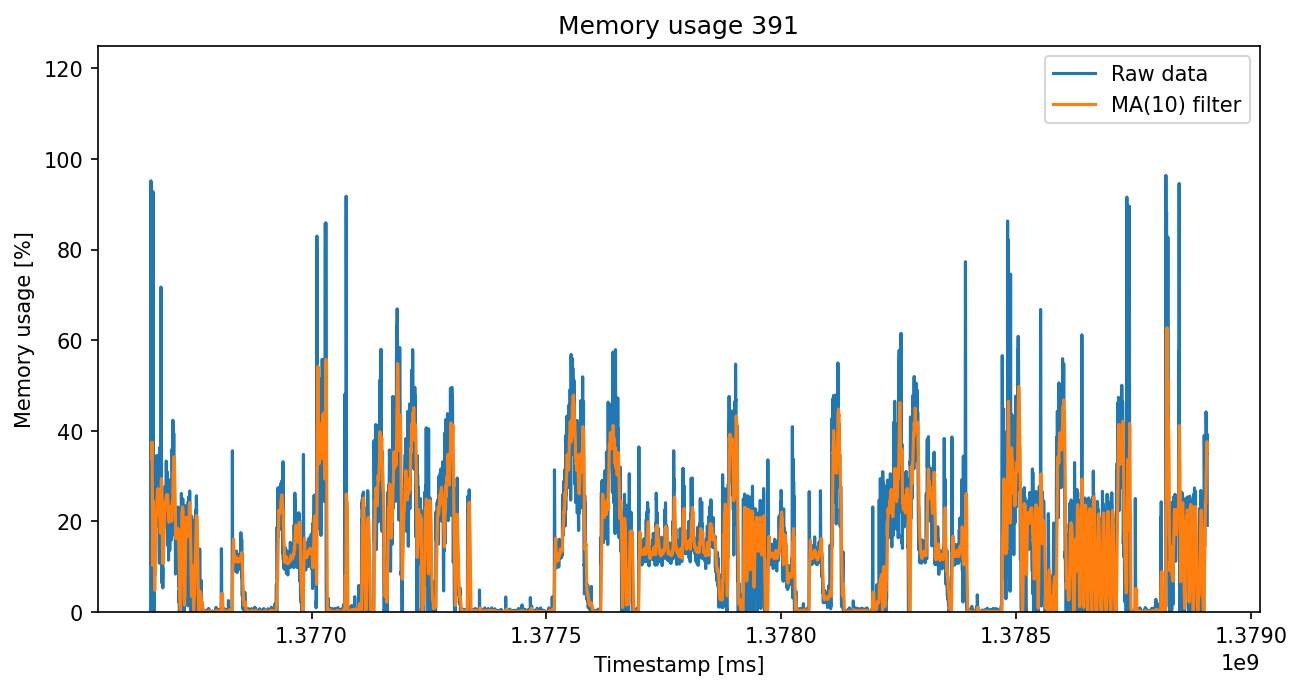 Memory usage 391
Raw data
MA(10) filter
Memory usage [%]
120
100
80
60
40
20
0
1.3770
1.3775
1.3780
1.3785
1.3790
1e9
Timestamp [ms]